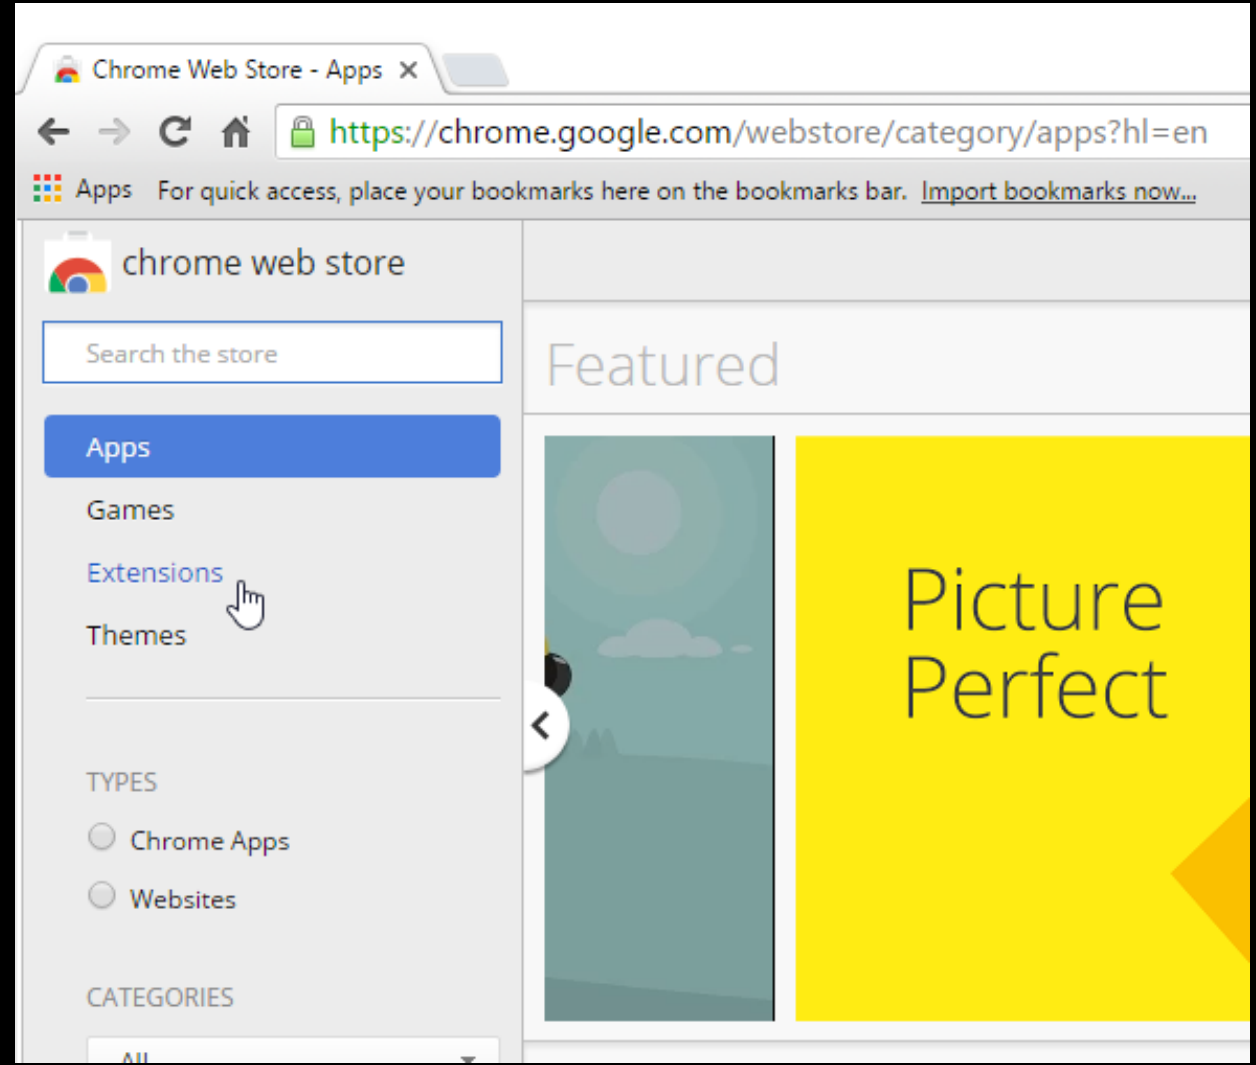 Chrome Web Store - Apps
https://chrome.google.com/webstore/category/apps?hl=en
Apps For quick access, place your bookmarks here on the bookmarks bar. Import bookmarks now...
chrome web store
Search the store
Apps
Games
Extensions
Themes
TYPES
Chrome Apps
Websites
CATEGORIES
All
Featured
Picture
Perfect